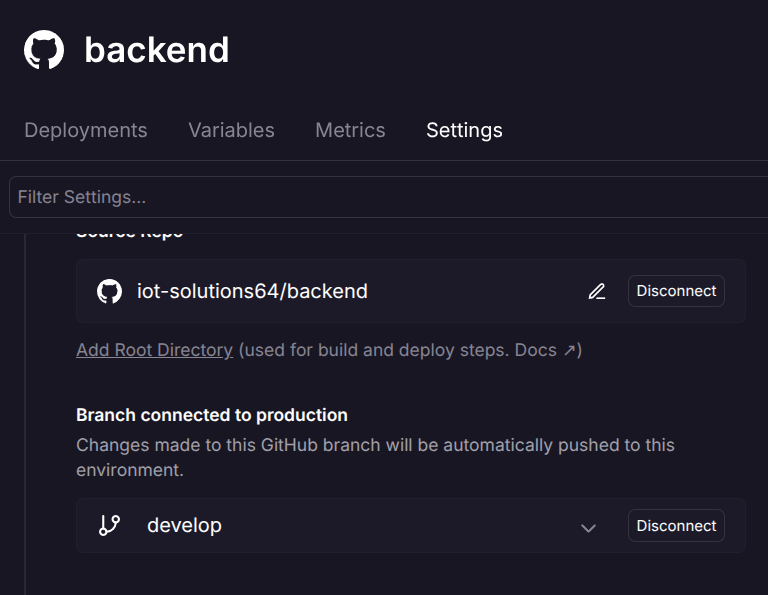 backend
Deployments Variables Metrics Settings
Filter Settings...
Source Repo
iot-solutions64/backend Disconnect
Add Root Directory (used for build and deploy steps. Docs ↗)
Branch connected to production
Changes made to this GitHub branch will be automatically pushed to this
environment.
develop Disconnect